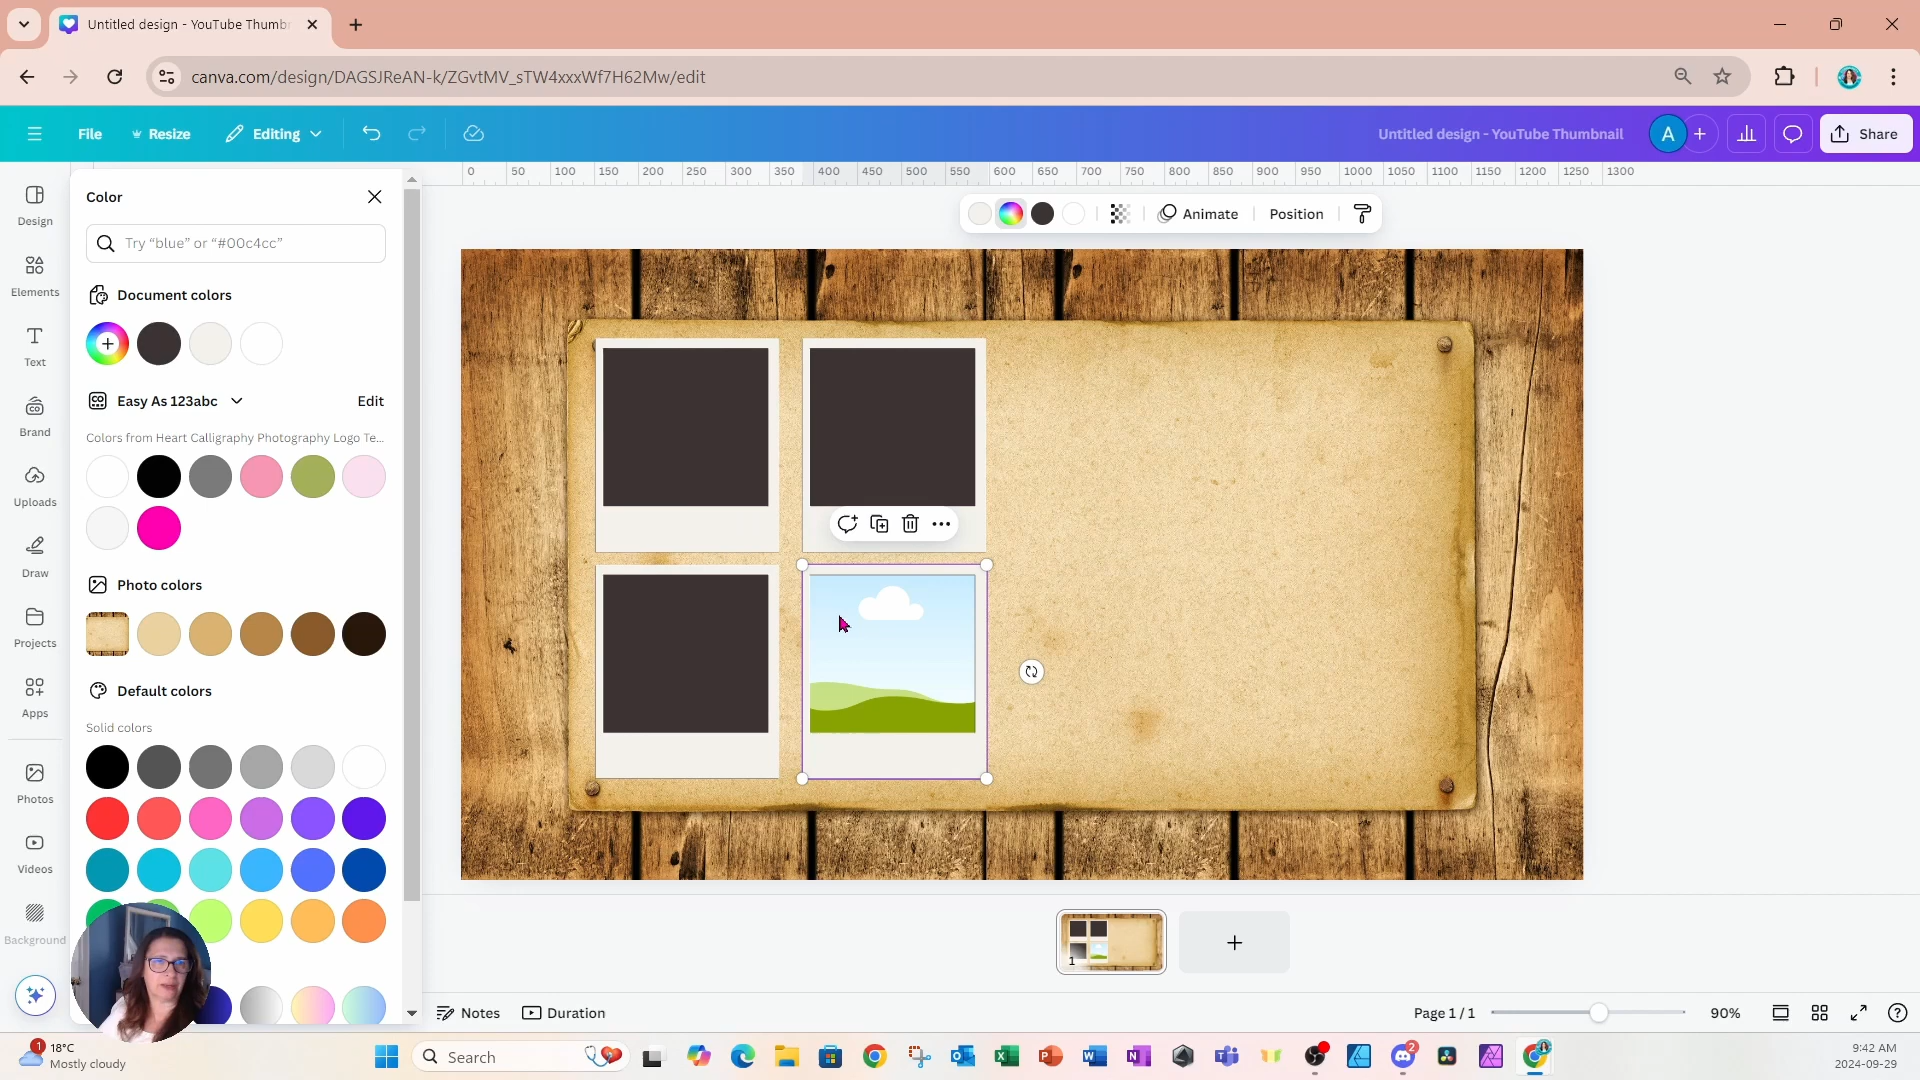 Untitled design - YouTube Thumbn
canva.com/design/DAGSJReAN-k/ZGvtMV_sTW4xxxWf7H62Mw/edit
File
Resize
Editing
Untitled design - YouTube Thumbnail
A
Share
0 50 100 150 200 250 300 350 400 450 500 550 600 650 700 750 800 850 900 950 1000 1050 1100 1150 1200 1250 1300
Animate
Position
Design
Elements
Text
Brand
Uploads
Draw
Projects
Apps
Photos
Videos
Background
Color
Try “blue” or “#00c4cc”
Document colors
Easy As 123abc
Edit
Colors from Heart Calligraphy Photography Logo Te...
Photo colors
Default colors
Solid colors
1
Notes
Duration
Page 1 / 1
90%
1
18°C
Mostly cloudy
Search
2
9:42 AM
2024-09-29